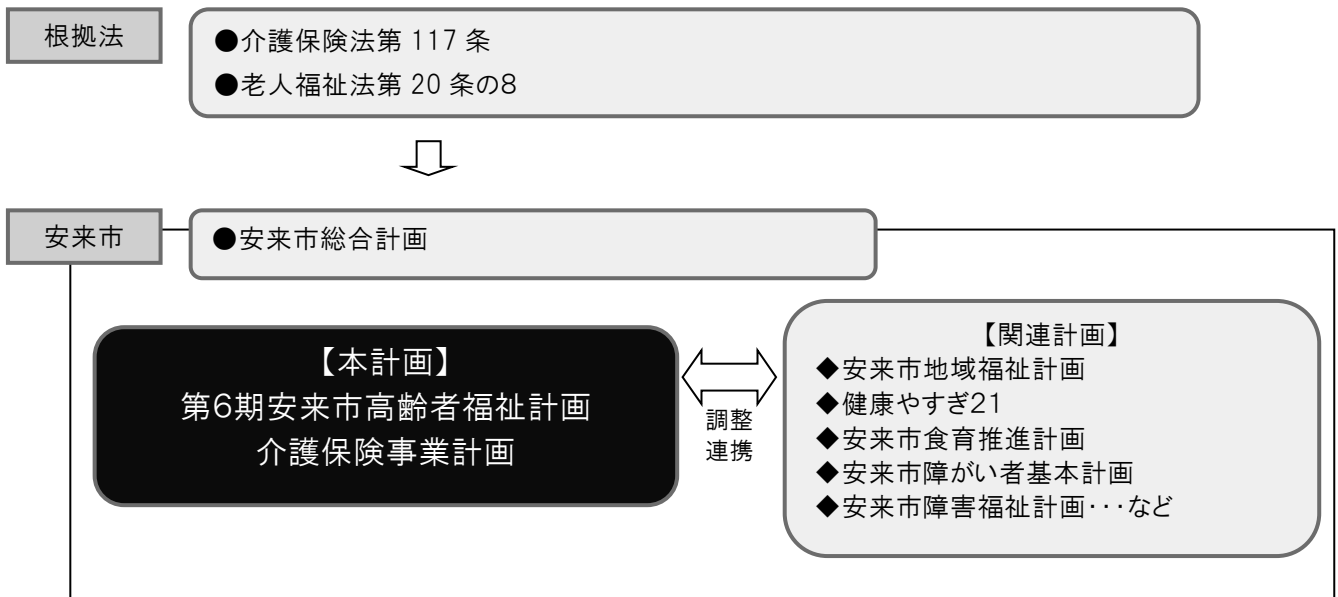 根拠法
●介護保険法第 117 条
●老人福祉法第 20 条の8
安来市
●安来市総合計画
【本計画】
第6期安来市高齢者福祉計画
介護保険事業計画
調整
連携
【関連計画】
◆安来市地域福祉計画
◆健康やすぎ21
◆安来市食育推進計画
◆安来市障がい者基本計画
◆安来市障害福祉計画･･･など